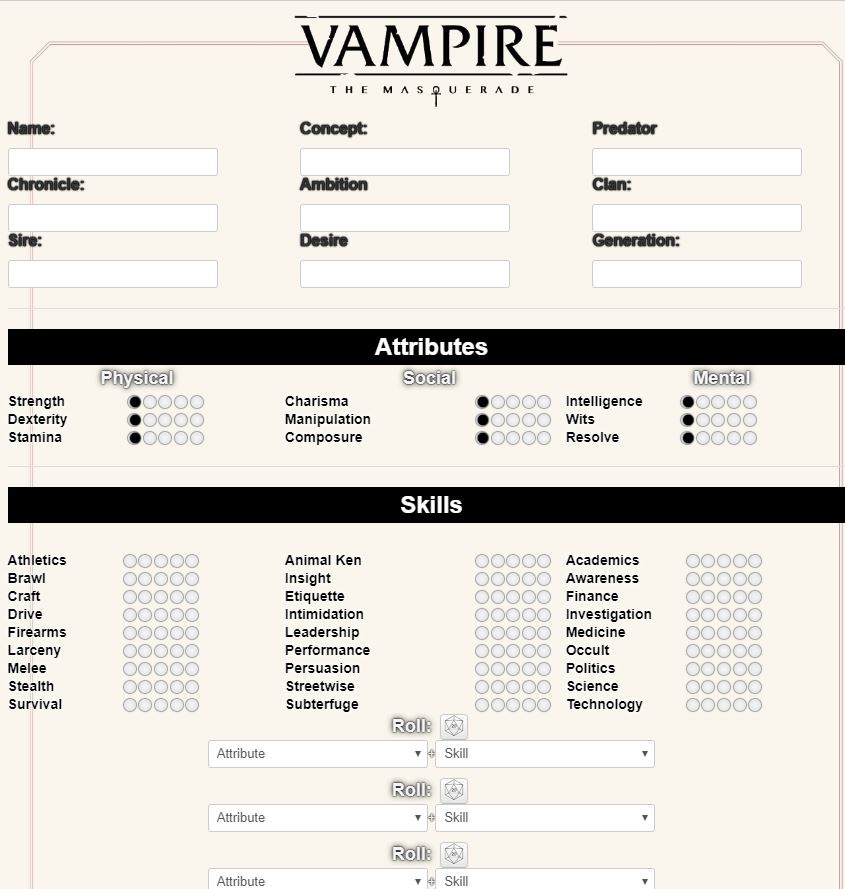 VAMPIRE
THE MASQUERADE
Name: Concept: Predator
Chronicle: Ambition Clan:
Sire: Desire Generation:
Attributes
Physical Social Mental
Strength Charisma Intelligence
Dexterity Manipulation Wits
Stamina Composure Resolve
Skills
Athletics Animal Ken Academics
Brawl Insight Awareness
Craft Etiquette Finance
Drive Intimidation Investigation
Firearms Leadership Medicine
Larceny Performance Occult
Melee Persuasion Politics
Stealth Streetwise Science
Survival Subterfuge Technology
Roll:
Attribute + Skill
Roll:
Attribute + Skill
Roll:
Attribute + Skill